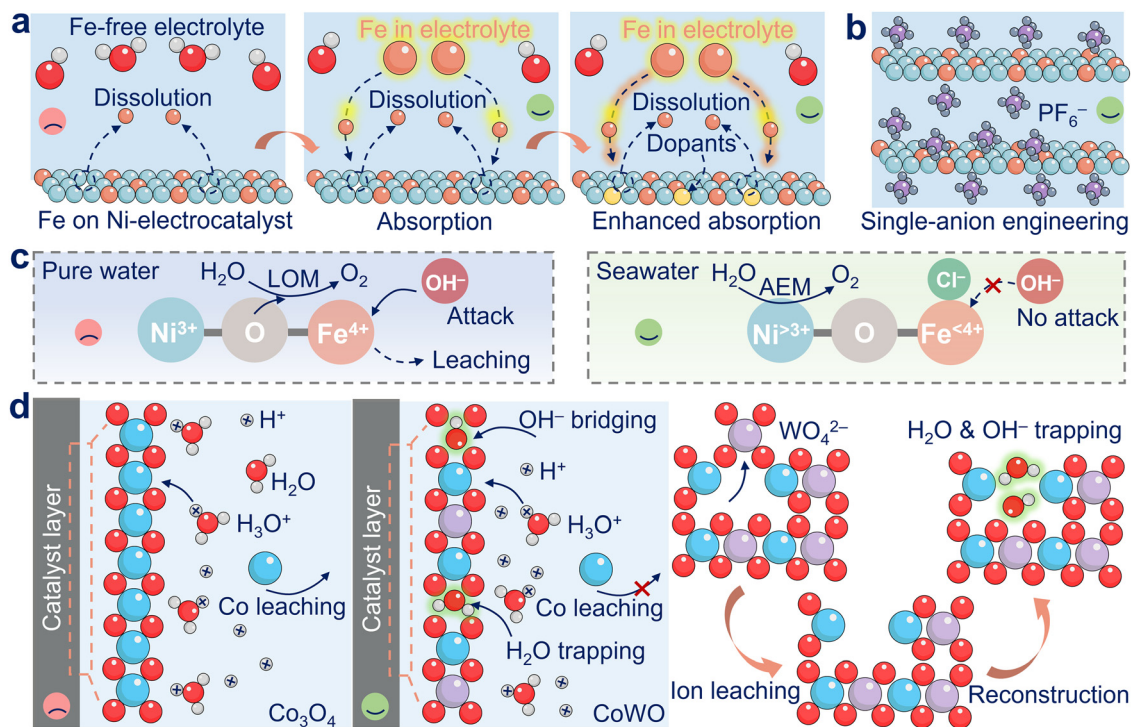 a
Fe-free electrolyte
Dissolution
Fe on Ni-electrocatalyst
Fe in electrolyte
Dissolution
Absorption
Fe in electrolyte
Dissolution
Dopants
Enhanced absorption
b
PF₆⁻
Single-anion engineering
c
Pure water
H₂O
LOM
O₂
OH⁻
Attack
Ni³⁺
O
Fe⁴⁺
Leaching
Seawater
H₂O
AEM
O₂
Cl⁻
OH⁻
No attack
Ni^>3+
O
Fe^<4+
d
Catalyst layer
H⁺
H₂O
H₃O⁺
Co leaching
Co₃O₄
Catalyst layer
OH⁻ bridging
H⁺
H₃O⁺
Co leaching
H₂O trapping
CoWO
WO₄²⁻
Ion leaching
H₂O & OH⁻ trapping
Reconstruction